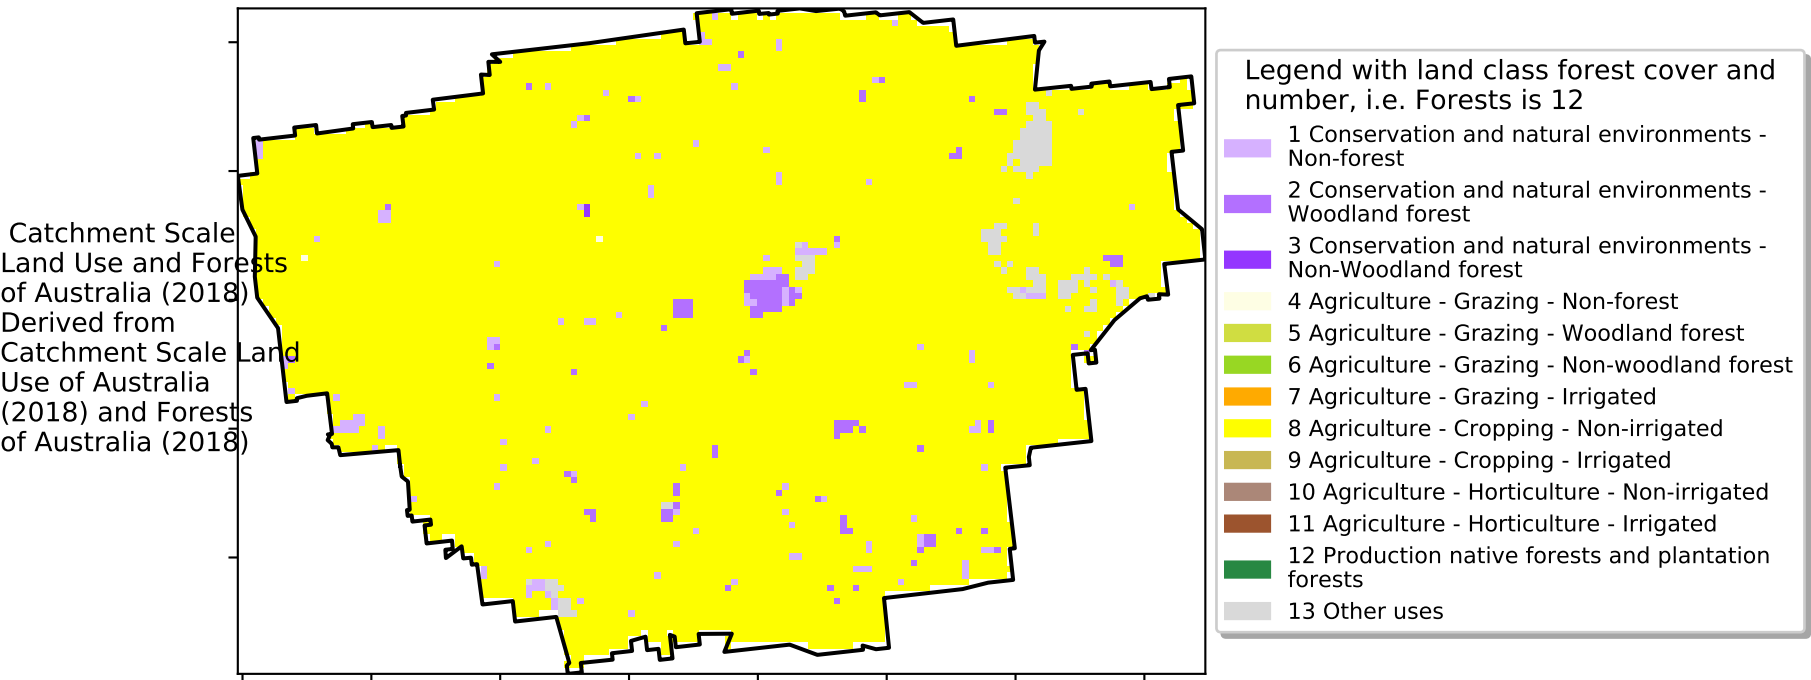 Catchment Scale
Land Use and Forests
of Australia (2018)
Derived from
Catchment Scale Land
Use of Australia
(2018) and Forests
of Australia (2018)
Legend with land class forest cover and
number, i.e. Forests is 12
1 Conservation and natural environments -
Non-forest
2 Conservation and natural environments -
Woodland forest
3 Conservation and natural environments -
Non-Woodland forest
4 Agriculture - Grazing - Non-forest
5 Agriculture - Grazing - Woodland forest
6 Agriculture - Grazing - Non-woodland forest
7 Agriculture - Grazing - Irrigated
8 Agriculture - Cropping - Non-irrigated
9 Agriculture - Cropping - Irrigated
10 Agriculture - Horticulture - Non-irrigated
11 Agriculture - Horticulture - Irrigated
12 Production native forests and plantation
forests
13 Other uses